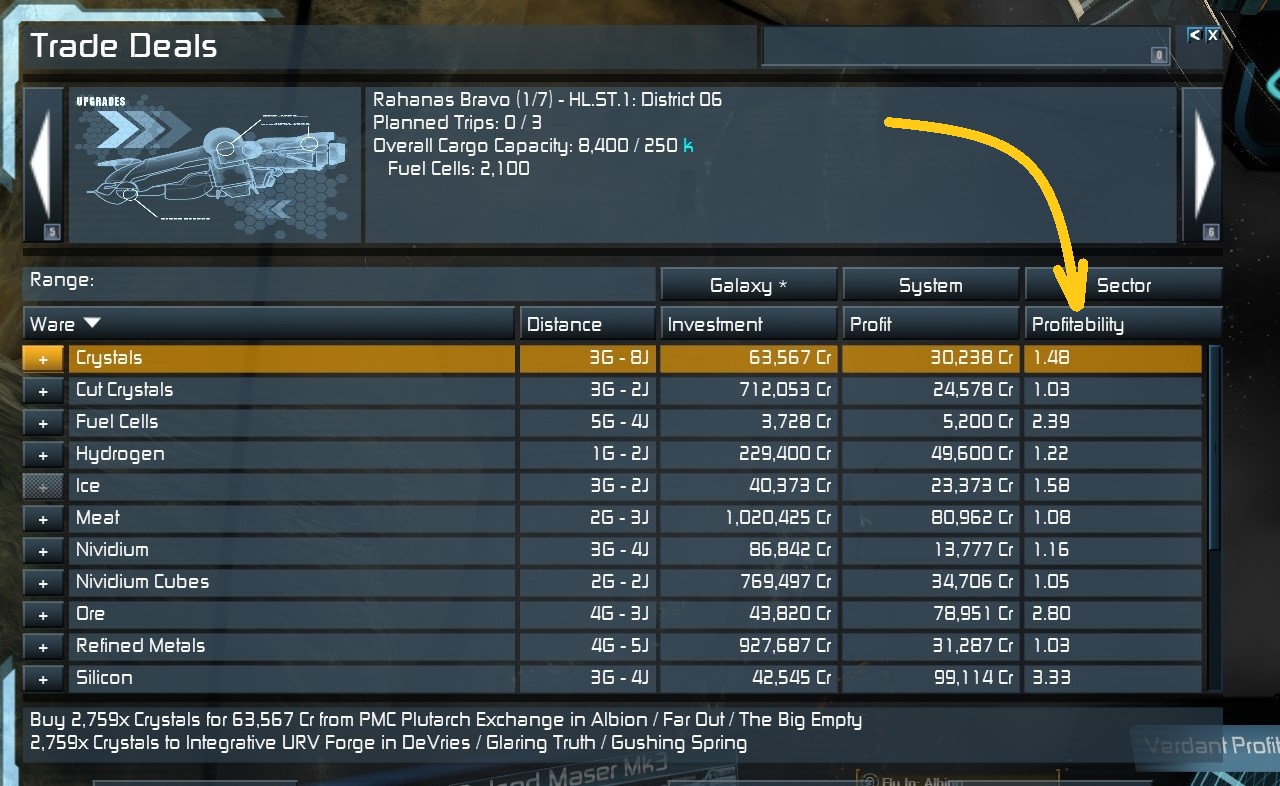 Trade Deals
0
< X
UPGRADES
Rahanas Bravo (1/7) - HL.ST.1: District 06
Planned Trips: 0 / 3
Overall Cargo Capacity: 8,400 / 250 k
Fuel Cells: 2,100
5
6
Range:
Galaxy *
System
Sector
Ware
Distance
Investment
Profit
Profitability
+ Crystals 3G - 8J 63,567 Cr 30,238 Cr 1.48
+ Cut Crystals 3G - 2J 712,053 Cr 24,578 Cr 1.03
+ Fuel Cells 5G - 4J 3,728 Cr 5,200 Cr 2.39
+ Hydrogen 1G - 2J 229,400 Cr 49,600 Cr 1.22
+ Ice 3G - 2J 40,373 Cr 23,373 Cr 1.58
+ Meat 2G - 3J 1,020,425 Cr 80,962 Cr 1.08
+ Nividium 3G - 4J 86,842 Cr 13,777 Cr 1.16
+ Nividium Cubes 2G - 2J 769,497 Cr 34,706 Cr 1.05
+ Ore 4G - 3J 43,820 Cr 78,951 Cr 2.80
+ Refined Metals 4G - 5J 927,687 Cr 31,287 Cr 1.03
+ Silicon 3G - 4J 42,545 Cr 99,114 Cr 3.33
Buy 2,759x Crystals for 63,567 Cr from PMC Plutarch Exchange in Albion / Far Out / The Big Empty
2,759x Crystals to Integrative URV Forge in DeVries / Glaring Truth / Gushing Spring
Verdant Profit
Maser Mk3
Fly In: Albion